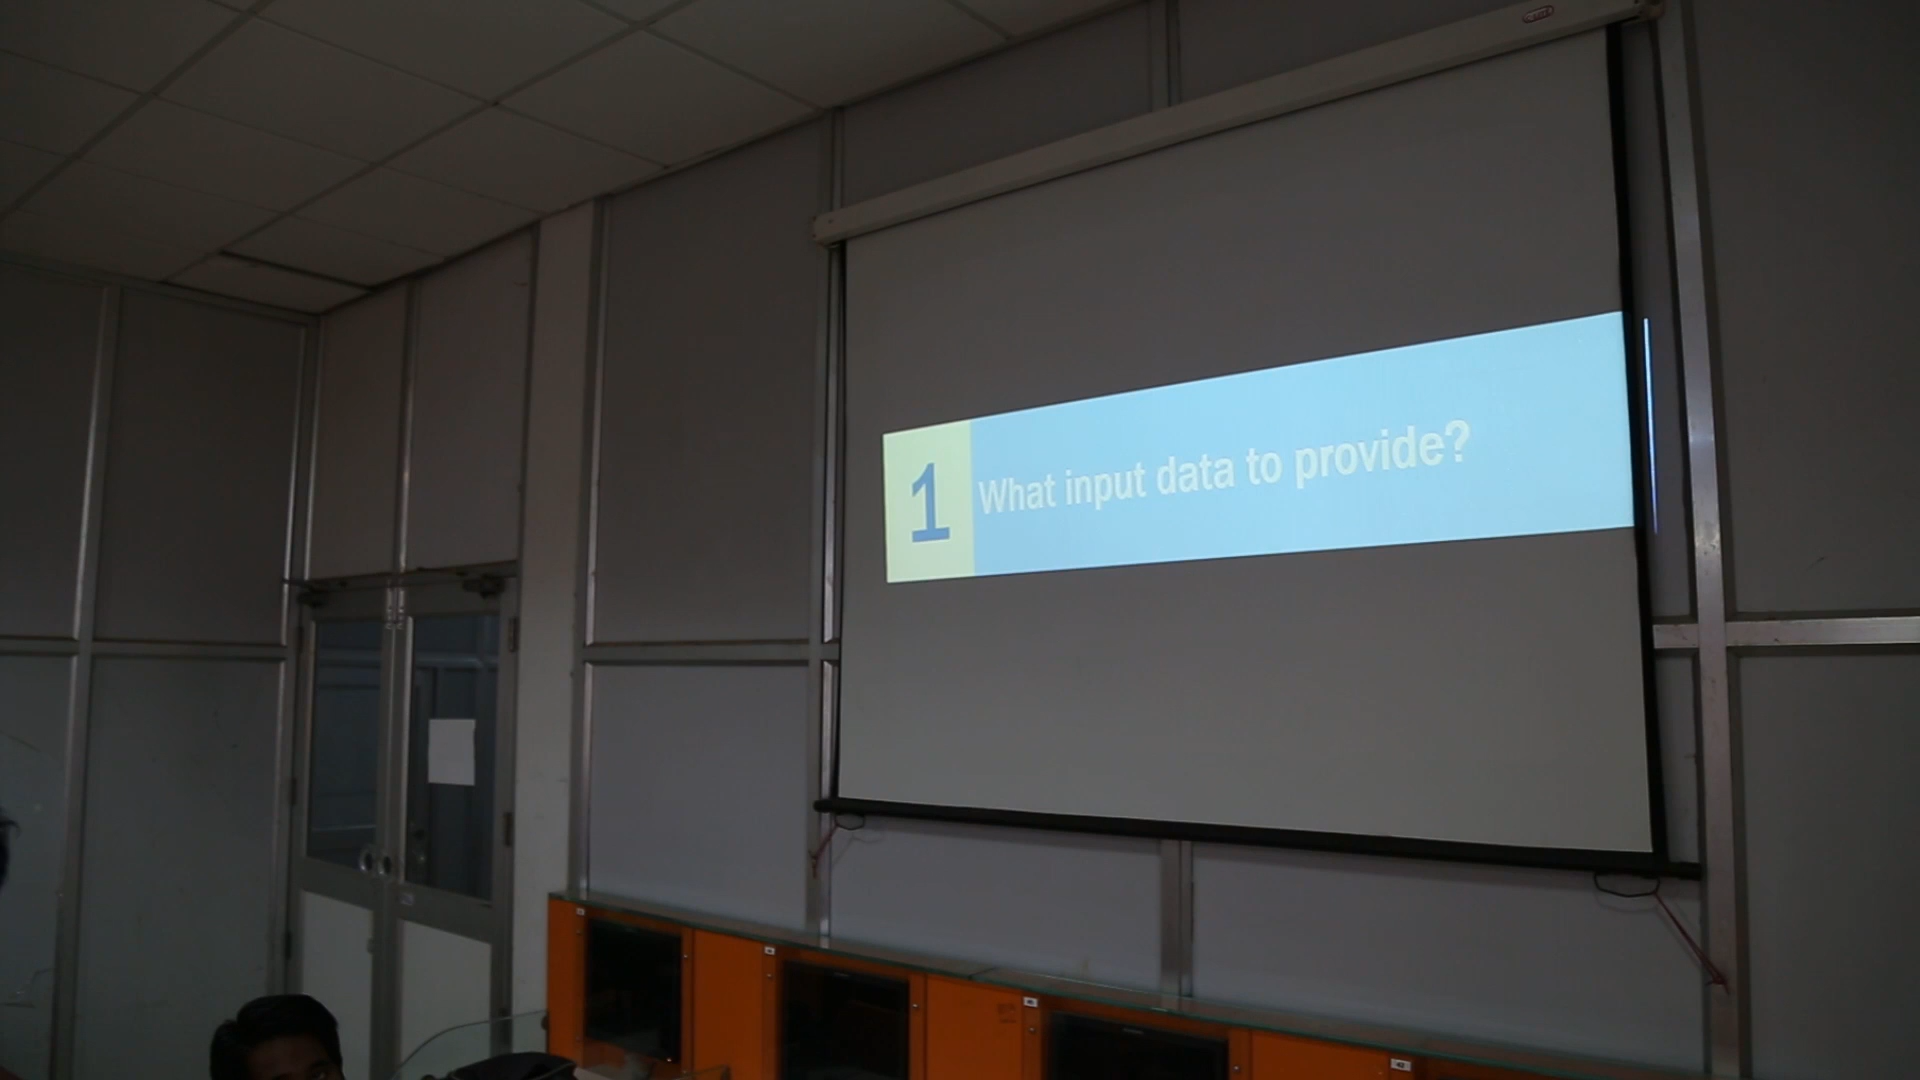 1 What input data to provide?